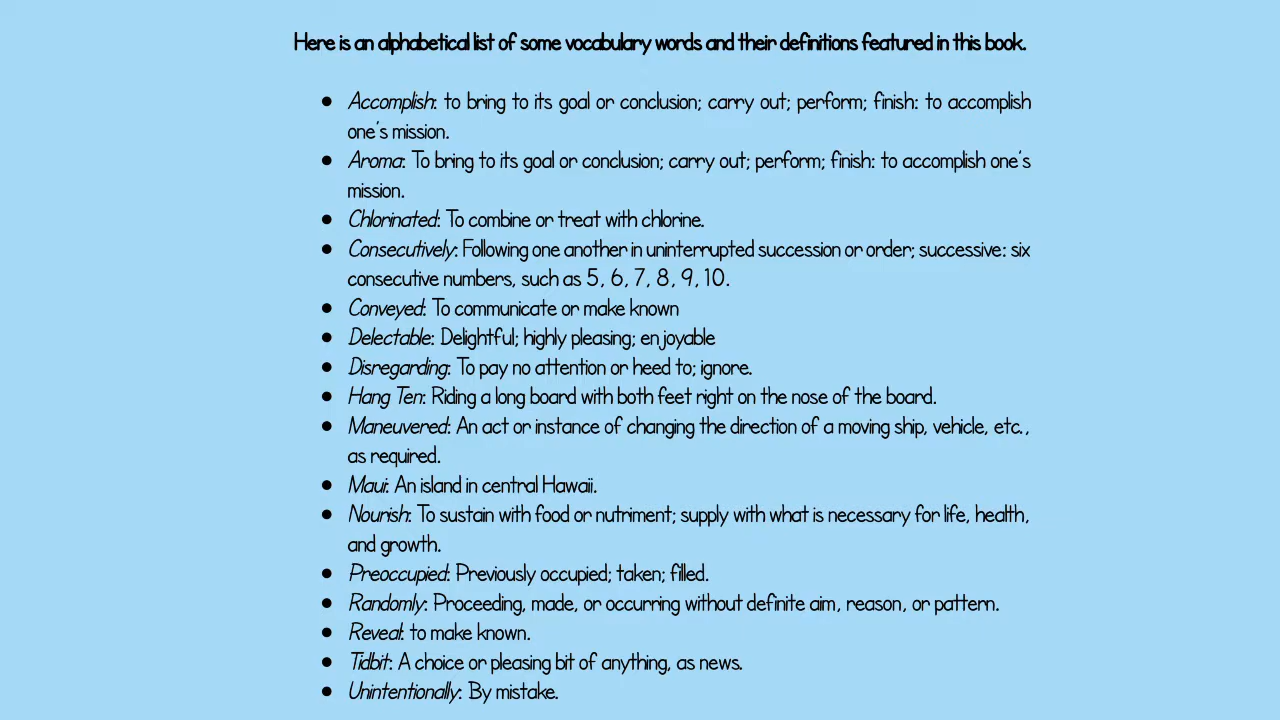 Here is an alphabetical list of some vocabulary words and their definitions featured in this book.
• Accomplish: to bring to its goal or conclusion; carry out; perform; finish: to accomplish
one's mission.
• Aroma: To bring to its goal or conclusion; carry out; perform; finish: to accomplish one's
mission.
• Chlorinated: To combine or treat with chlorine.
• Consecutively: Following one another in uninterrupted succession or order; successive: six
consecutive numbers, such as 5, 6, 7, 8, 9, 10.
• Conveyed: To communicate or make known
• Delectable: Delightful; highly pleasing; enjoyable
• Disregarding: To pay no attention or heed to; ignore.
• Hang Ten: Riding a long board with both feet right on the nose of the board.
• Maneuvered: An act or instance of changing the direction of a moving ship, vehicle, etc.,
as required.
• Maui: An island in central Hawaii.
• Nourish: To sustain with food or nutriment; supply with what is necessary for life, health,
and growth.
• Preoccupied: Previously occupied; taken; filled.
• Randomly: Proceeding, made, or occurring without definite aim, reason, or pattern.
• Reveal: to make known.
• Tidbit: A choice or pleasing bit of anything, as news.
• Unintentionally: By mistake.